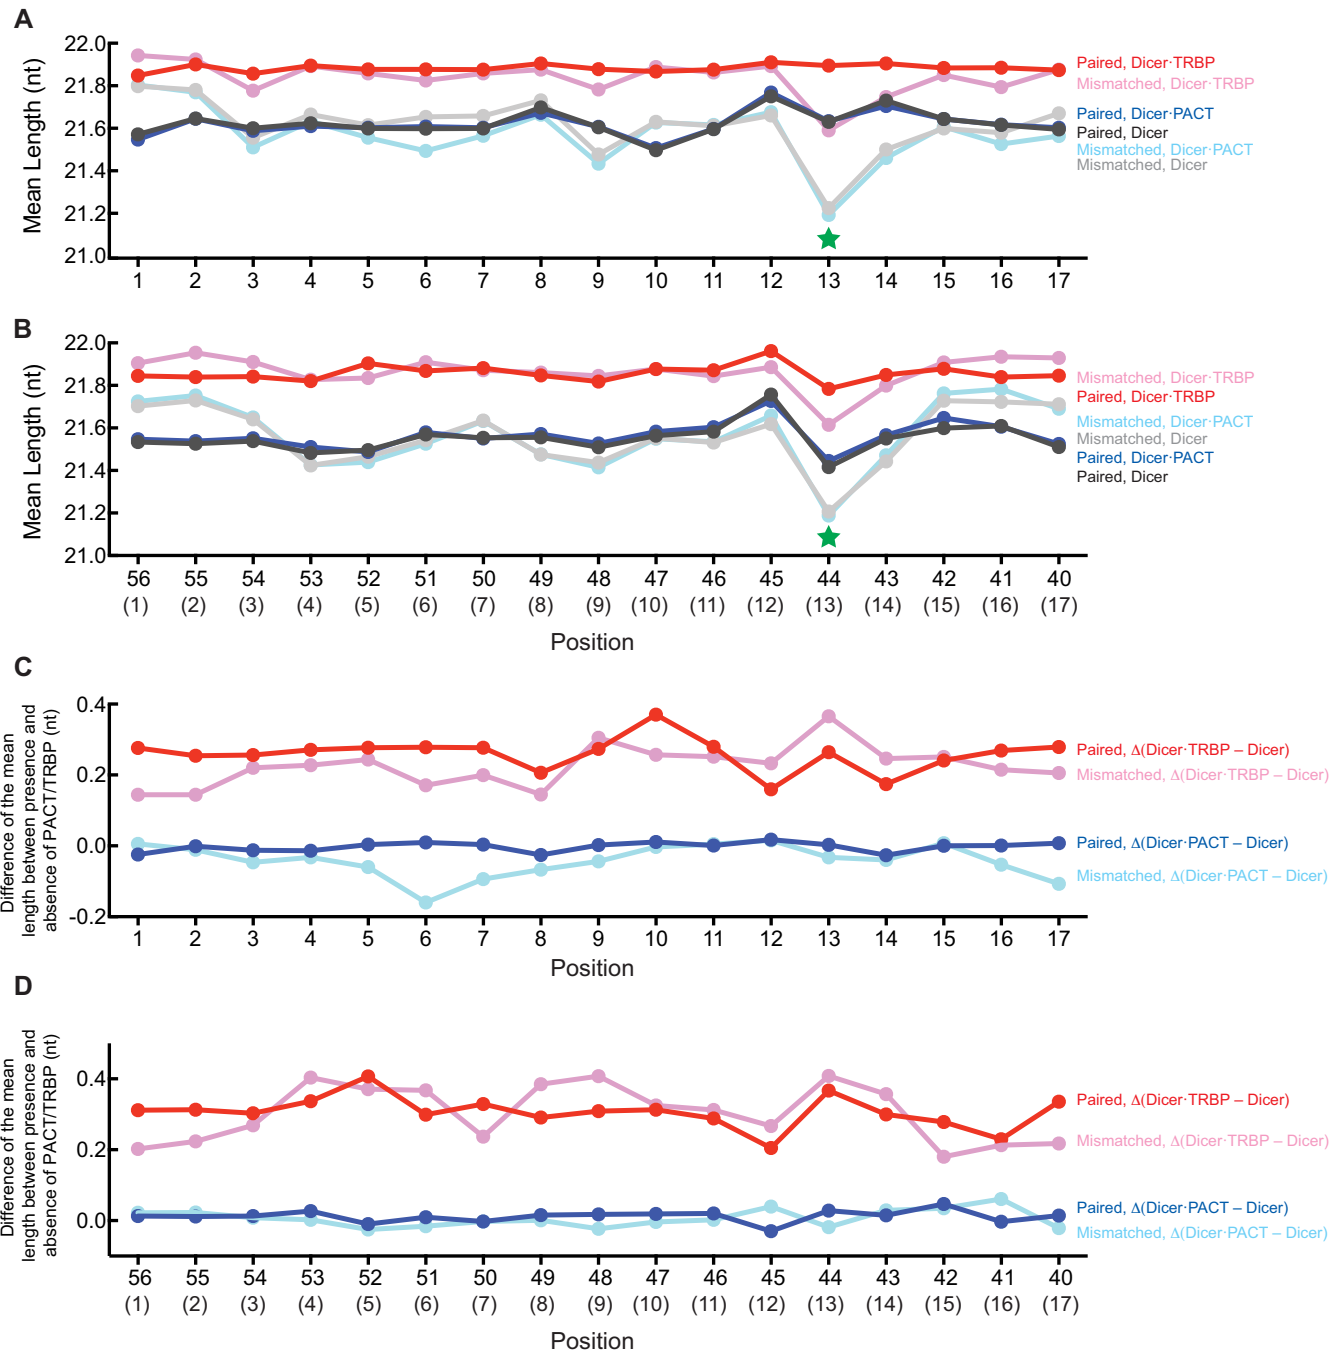 A
Mean Length (nt)
22.0
21.8
21.6
21.4
21.2
21.0
1 2 3 4 5 6 7 8 9 10 11 12 13 14 15 16 17
Paired, Dicer·TRBP
Mismatched, Dicer·TRBP
Paired, Dicer·PACT
Paired, Dicer
Mismatched, Dicer·PACT
Mismatched, Dicer
B
Mean Length (nt)
22.0
21.8
21.6
21.4
21.2
21.0
56 55 54 53 52 51 50 49 48 47 46 45 44 43 42 41 40
(1) (2) (3) (4) (5) (6) (7) (8) (9) (10) (11) (12) (13) (14) (15) (16) (17)
Position
Mismatched, Dicer·TRBP
Paired, Dicer·TRBP
Mismatched, Dicer·PACT
Mismatched, Dicer
Paired, Dicer·PACT
Paired, Dicer
C
Difference of the mean
length between presence and
absence of PACT/TRBP (nt)
0.4
0.2
0.0
-0.2
1 2 3 4 5 6 7 8 9 10 11 12 13 14 15 16 17
Position
Paired, Δ(Dicer·TRBP – Dicer)
Mismatched, Δ(Dicer·TRBP – Dicer)
Paired, Δ(Dicer·PACT – Dicer)
Mismatched, Δ(Dicer·PACT – Dicer)
D
Difference of the mean
length between presence and
absence of PACT/TRBP (nt)
0.4
0.2
0.0
56 55 54 53 52 51 50 49 48 47 46 45 44 43 42 41 40
(1) (2) (3) (4) (5) (6) (7) (8) (9) (10) (11) (12) (13) (14) (15) (16) (17)
Position
Paired, Δ(Dicer·TRBP – Dicer)
Mismatched, Δ(Dicer·TRBP – Dicer)
Paired, Δ(Dicer·PACT – Dicer)
Mismatched, Δ(Dicer·PACT – Dicer)